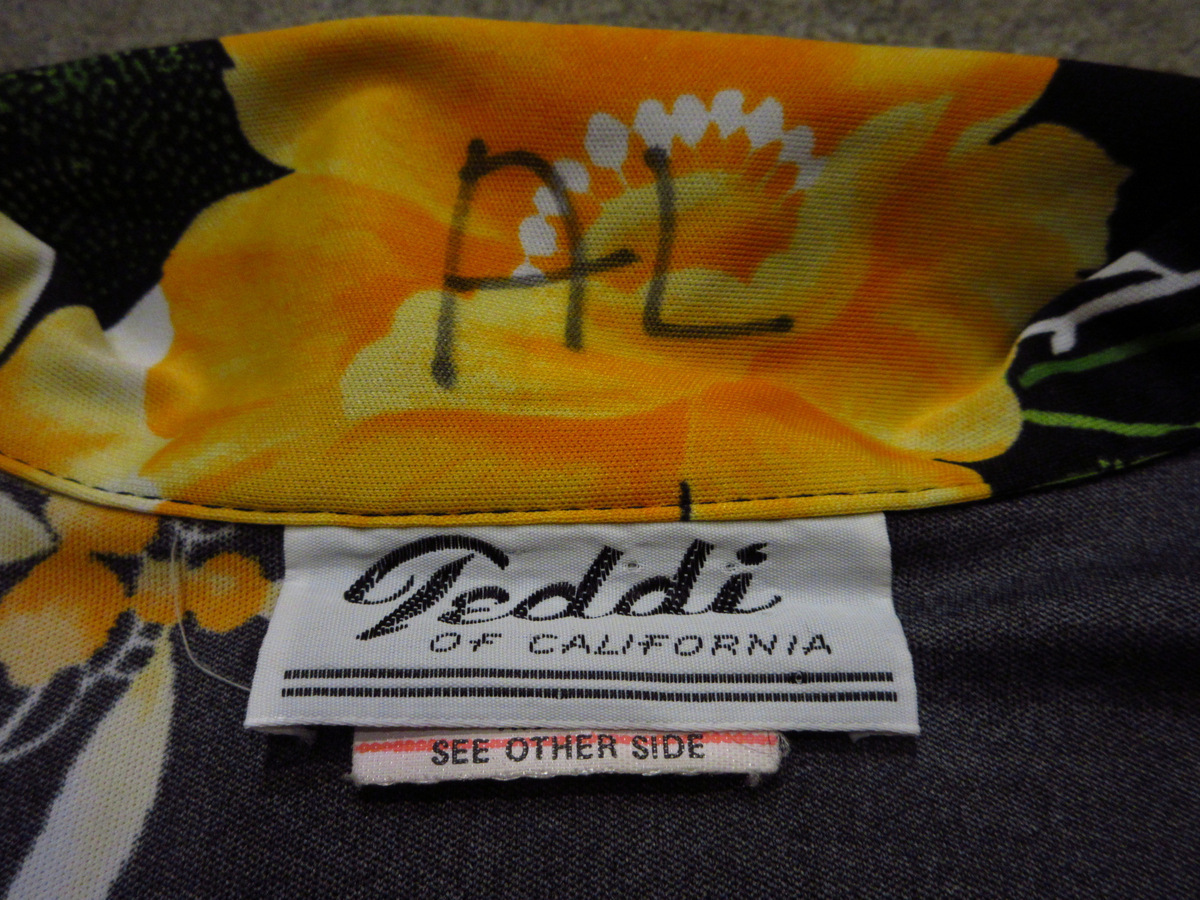 AL
Teddi
OF CALIFORNIA
SEE OTHER SIDE